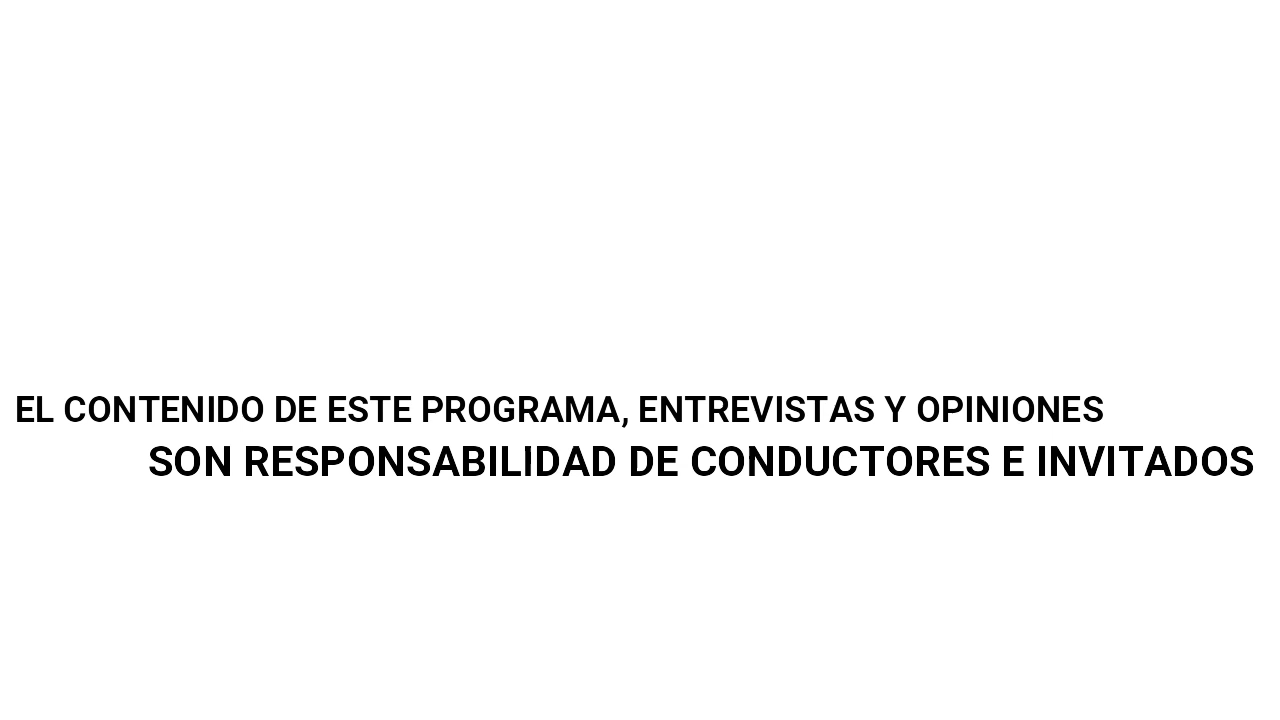 EL CONTENIDO DE ESTE PROGRAMA, ENTREVISTAS Y OPINIONES
SON RESPONSABILIDAD DE CONDUCTORES E INVITADOS